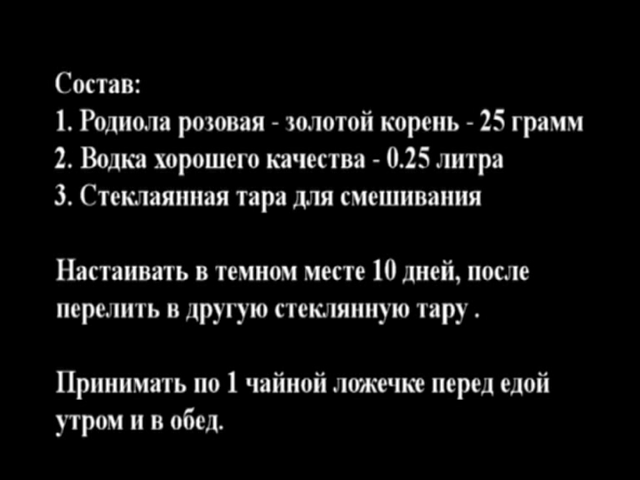 Состав:
1. Родиола розовая - золотой корень - 25 грамм
2. Водка хорошего качества - 0.25 литра
3. Стеклаянная тара для смешивания
Настаивать в темном месте 10 дней, после
перелить в другую стеклянную тару .
Принимать по 1 чайной ложечке перед едой
утром и в обед.